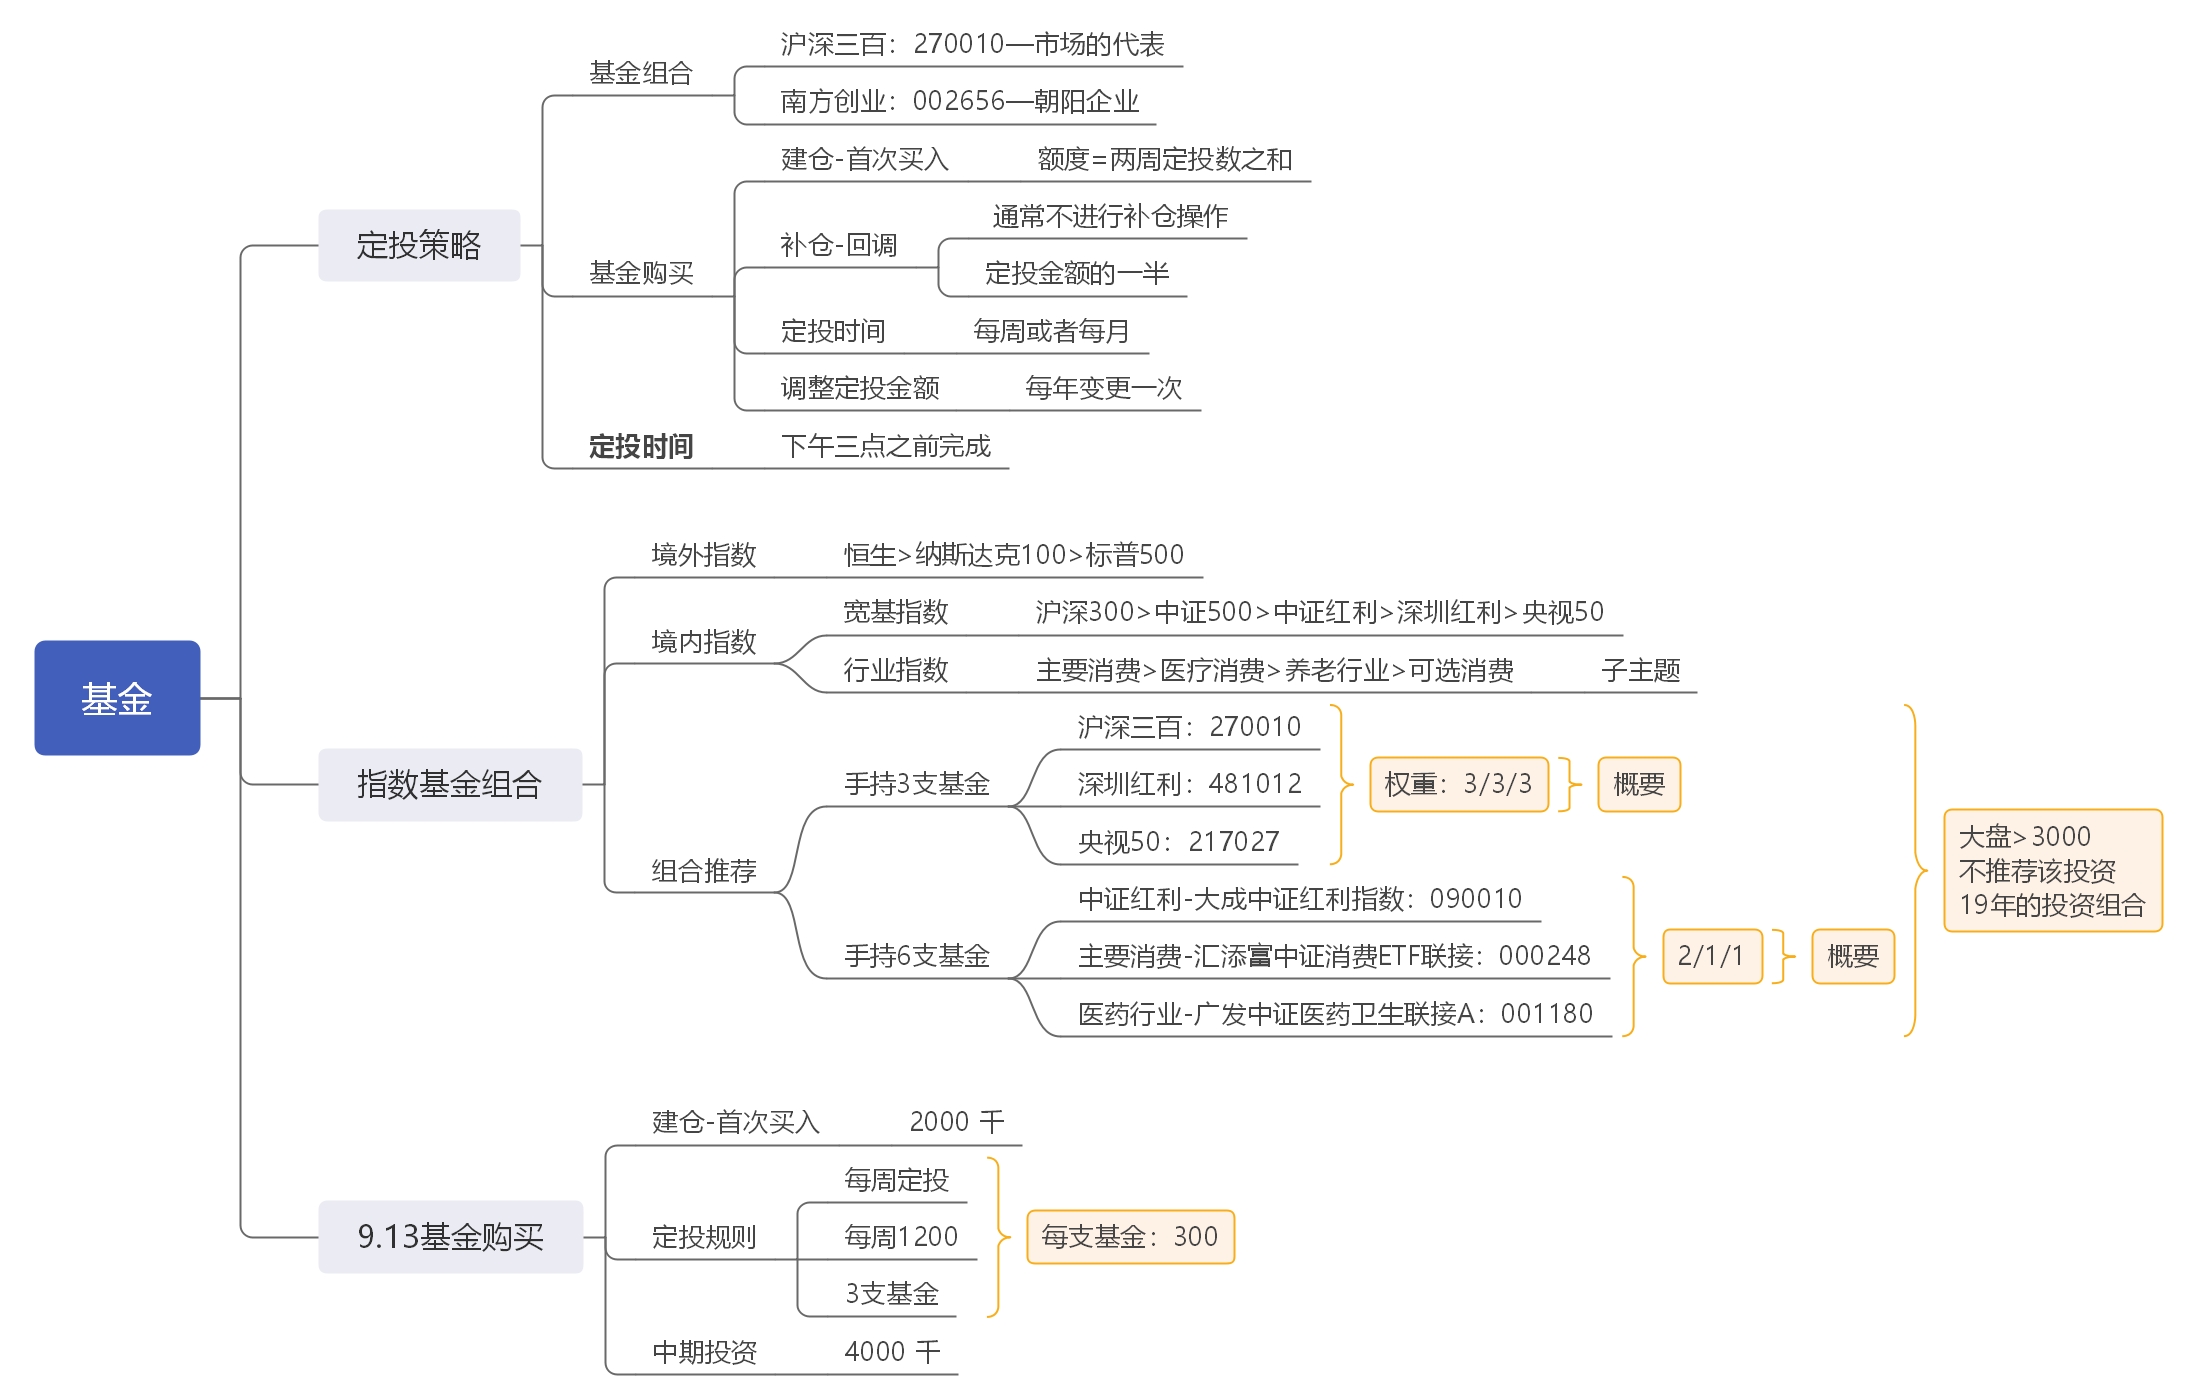 基金
定投策略
基金组合
沪深三百：270010—市场的代表
南方创业：002656—朝阳企业
基金购买
建仓-首次买入
额度=两周定投数之和
补仓-回调
通常不进行补仓操作
定投金额的一半
定投时间
每周或者每月
调整定投金额
每年变更一次
定投时间
下午三点之前完成
指数基金组合
境外指数
恒生>纳斯达克100>标普500
境内指数
宽基指数
沪深300>中证500>中证红利>深圳红利>央视50
行业指数
主要消费>医疗消费>养老行业>可选消费
子主题
组合推荐
手持3支基金
沪深三百：270010
深圳红利：481012
央视50：217027
权重：3/3/3
概要
手持6支基金
中证红利-大成中证红利指数：090010
主要消费-汇添富中证消费ETF联接：000248
医药行业-广发中证医药卫生联接A：001180
2/1/1
概要
大盘>3000
不推荐该投资
19年的投资组合
9.13基金购买
建仓-首次买入
2000 千
定投规则
每周定投
每周1200
3支基金
每支基金：300
中期投资
4000 千